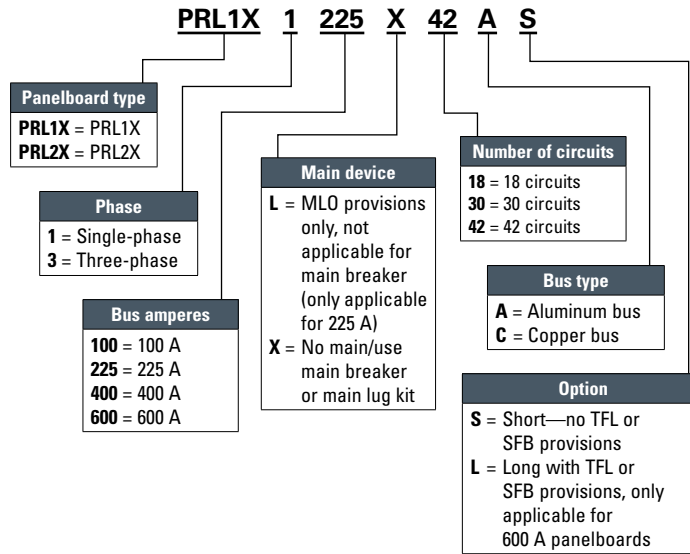 PRL1X 1 225 X 42 A S
Panelboard type
PRL1X = PRL1X
PRL2X = PRL2X
Phase
1 = Single-phase
3 = Three-phase
Bus amperes
100 = 100 A
225 = 225 A
400 = 400 A
600 = 600 A
Main device
L = MLO provisions
only, not
applicable for
main breaker
(only applicable
for 225 A)
X = No main/use
main breaker
or main lug kit
Number of circuits
18 = 18 circuits
30 = 30 circuits
42 = 42 circuits
Bus type
A = Aluminum bus
C = Copper bus
Option
S = Short—no TFL or
SFB provisions
L = Long with TFL or
SFB provisions, only
applicable for
600 A panelboards